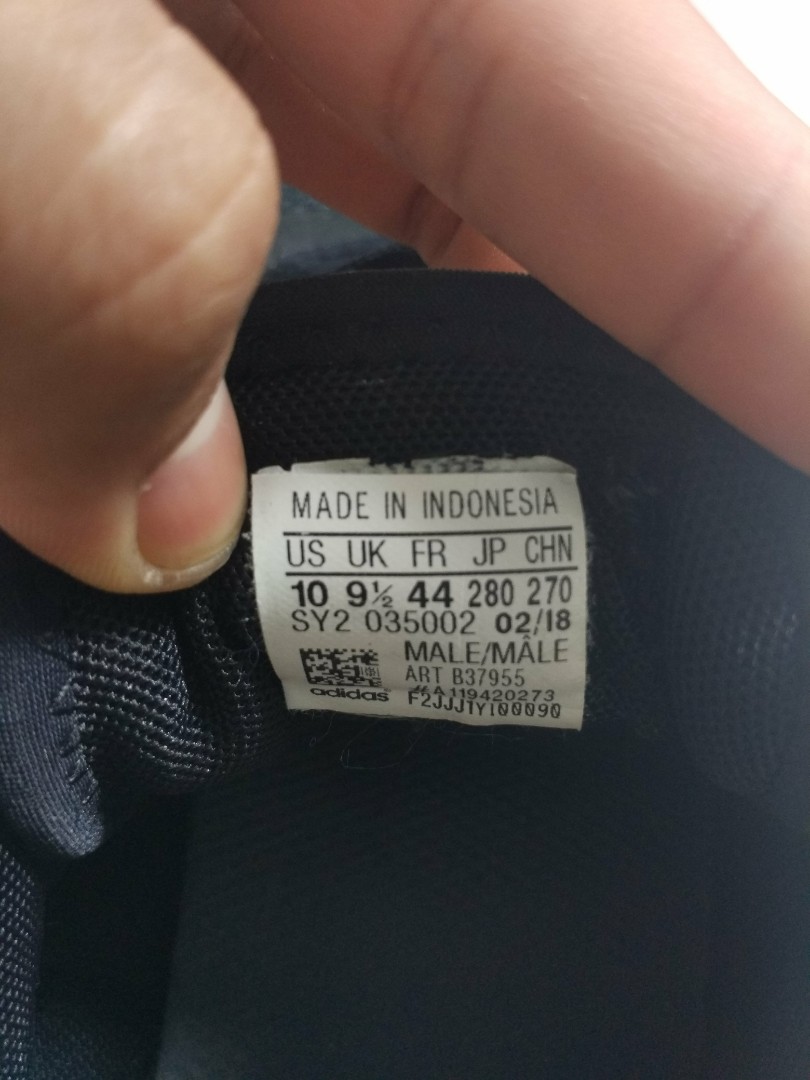 MADE IN INDONESIA
US UK FR JP CHN
10 9½ 44 280 270
SY2 035002 02/18
MALE/MÂLE
ART B37955
adidas
F2JJJ1Y100090